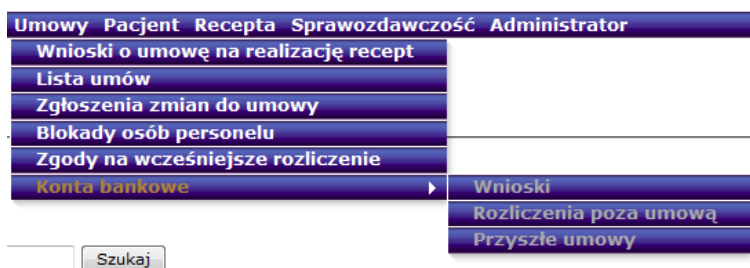 Umowy Pacjent Recepta Sprawozdawczość Administrator
Wnioski o umowę na realizację recept
Lista umów
Zgłoszenia zmian do umowy
Blokady osób personelu
Zgody na wcześniejsze rozliczenie
Konta bankowe
Wnioski
Rozliczenia poza umową
Przyszłe umowy
Szukaj